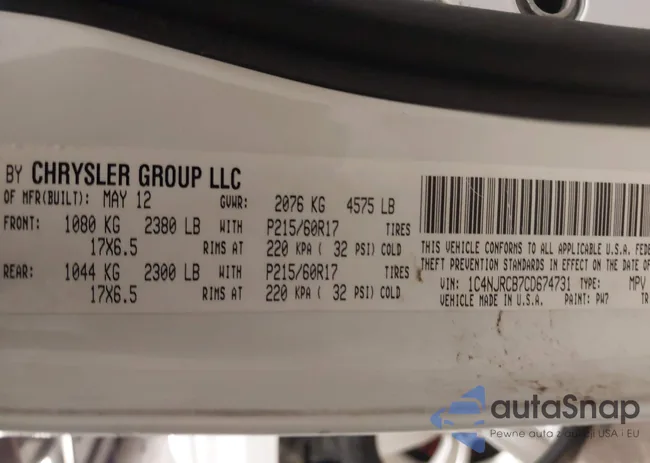 BY CHRYSLER GROUP LLC
OF MFR(BUILT): MAY 12 GVWR: 2076 KG 4575 LB
FRONT: 1080 KG 2380 LB WITH P215/60R17 TIRES
17X6.5 RIMS AT 220 KPA ( 32 PSI) COLD
REAR: 1044 KG 2300 LB WITH P215/60R17 TIRES
17X6.5 RIMS AT 220 KPA ( 32 PSI) COLD
THIS VEHICLE CONFORMS TO ALL APPLICABLE U.S.A. FEDE
THEFT PREVENTION STANDARDS IN EFFECT ON THE DATE OF
VIN: 1C4NJRCB7CD674731 TYPE: MPV
VEHICLE MADE IN U.S.A. PAINT: PW7 TR
autaSnap
Pewne auta z aukcji USA i EU